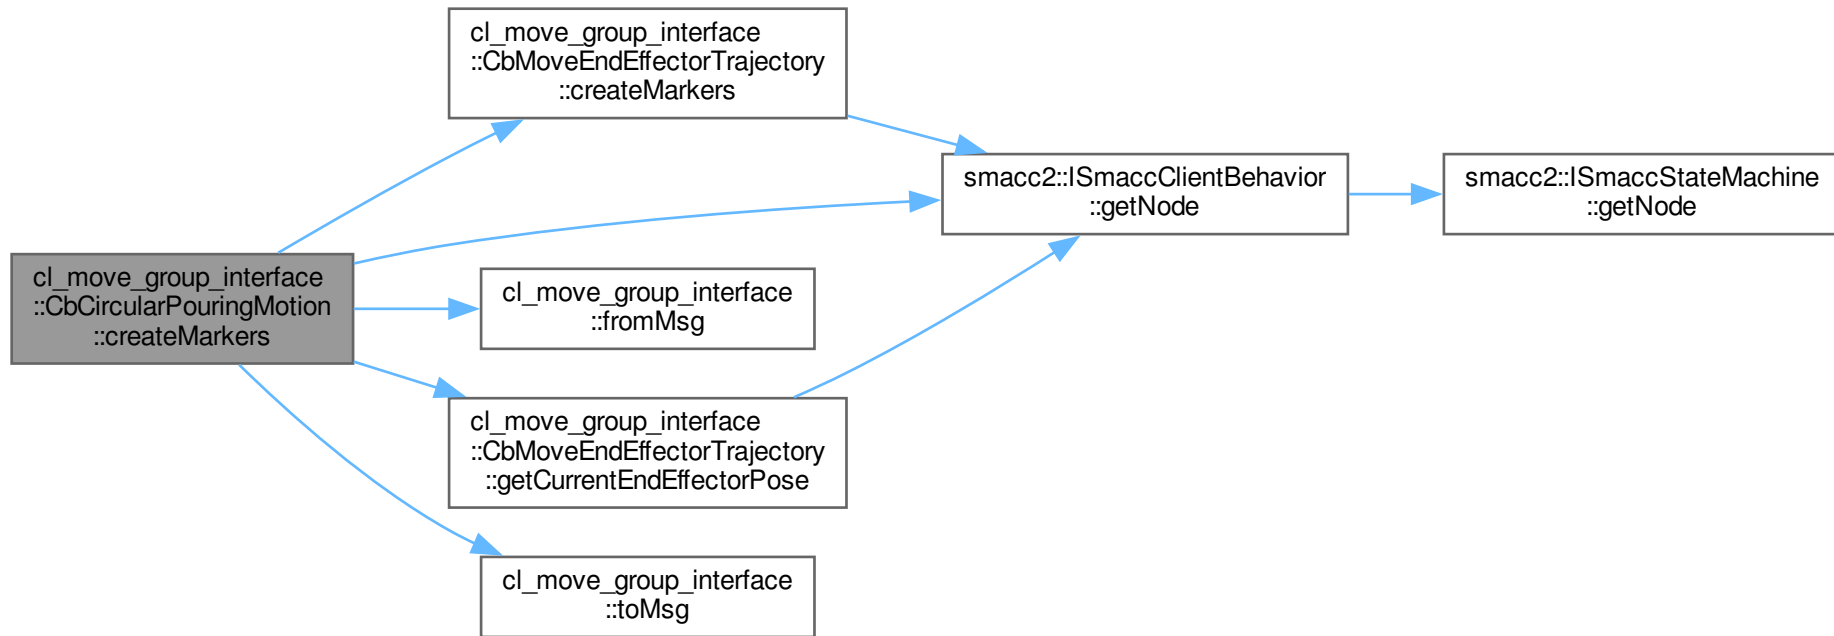 cl_move_group_interface
::CbMoveEndEffectorTrajectory
::createMarkers
smacc2::ISmaccClientBehavior
::getNode
smacc2::ISmaccStateMachine
::getNode
cl_move_group_interface
::CbCircularPouringMotion
::createMarkers
cl_move_group_interface
::fromMsg
cl_move_group_interface
::CbMoveEndEffectorTrajectory
::getCurrentEndEffectorPose
cl_move_group_interface
::toMsg